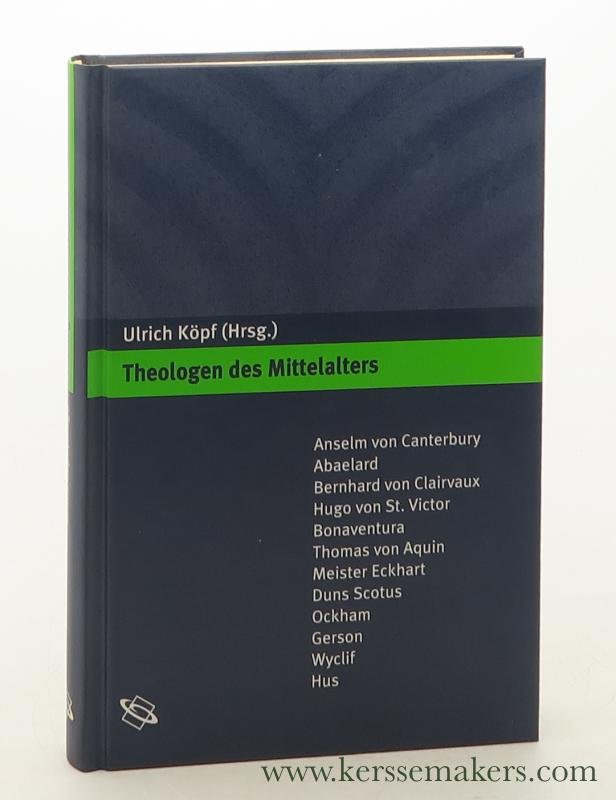 Ulrich Köpf (Hrsg.)
Theologen des Mittelalters
Anselm von Canterbury
Abaelard
Bernhard von Clairvaux
Hugo von St. Victor
Bonaventura
Thomas von Aquin
Meister Eckhart
Duns Scotus
Ockham
Gerson
Wyclif
Hus
www.kerssemakers.com